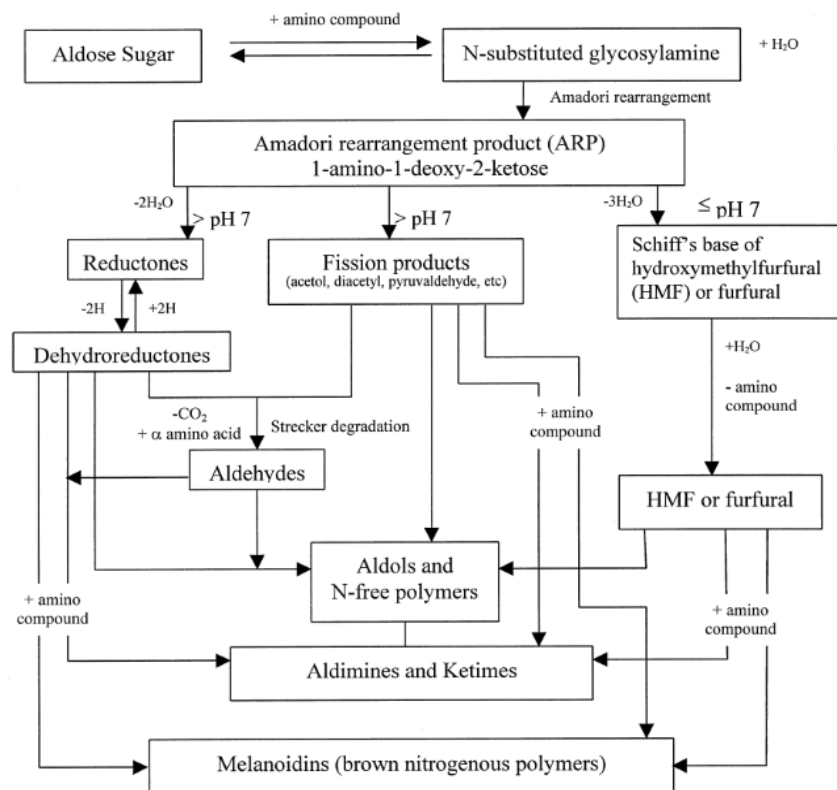 + amino compound
Aldose Sugar
N-substituted glycosylamine
+ H₂O
Amadori rearrangement
Amadori rearrangement product (ARP)
1-amino-1-deoxy-2-ketose
-2H₂O
> pH 7
> pH 7
-3H₂O
≤ pH 7
Reductones
Fission products
(acetol, diacetyl, pyruvaldehyde, etc)
Schiff's base of
hydroxymethylfurfural
(HMF) or furfural
-2H
+2H
Dehydroreductones
+H₂O
- amino
compound
-CO₂
+ α amino acid
Strecker degradation
+ amino
compound
Aldehydes
HMF or furfural
Aldols and
N-free polymers
+ amino
compound
+ amino
compound
Aldimines and Ketimes
Melanoidins (brown nitrogenous polymers)